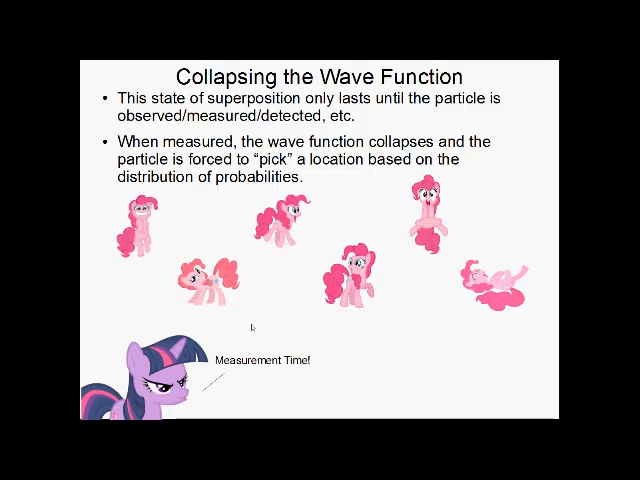 Collapsing the Wave Function
• This state of superposition only lasts until the particle is
observed/measured/detected, etc.
• When measured, the wave function collapses and the
particle is forced to “pick” a location based on the
distribution of probabilities.
Measurement Time!